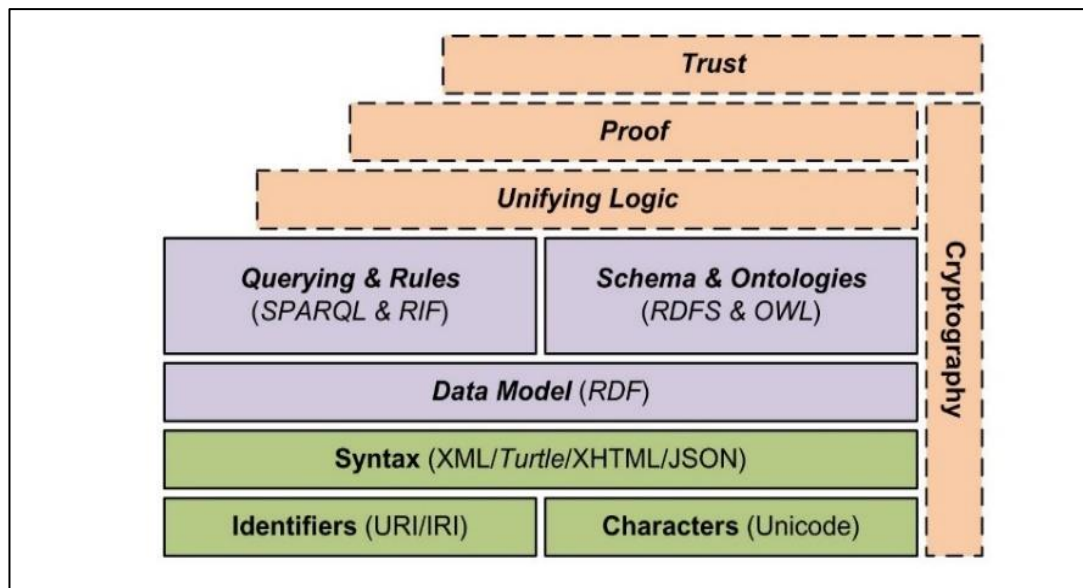 Trust
Proof
Unifying Logic
Querying & Rules
(SPARQL & RIF)
Schema & Ontologies
(RDFS & OWL)
Cryptography
Data Model (RDF)
Syntax (XML/Turtle/XHTML/JSON)
Identifiers (URI/IRI)
Characters (Unicode)